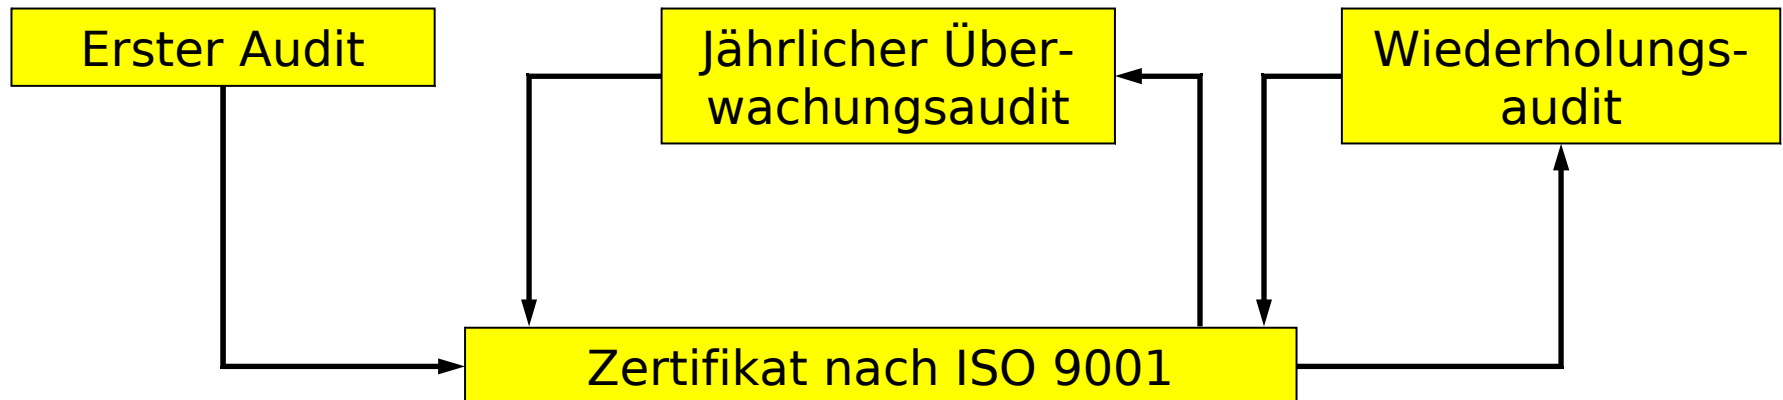 Erster Audit
Jährlicher Über-
wachungsaudit
Wiederholungs-
audit
Zertifikat nach ISO 9001